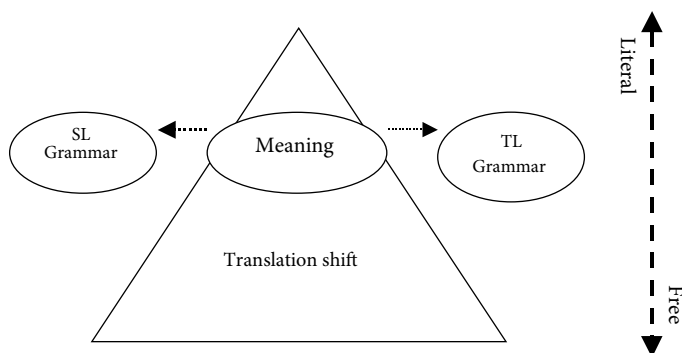 SL
Grammar
Meaning
TL
Grammar
Translation shift
Literal
Free